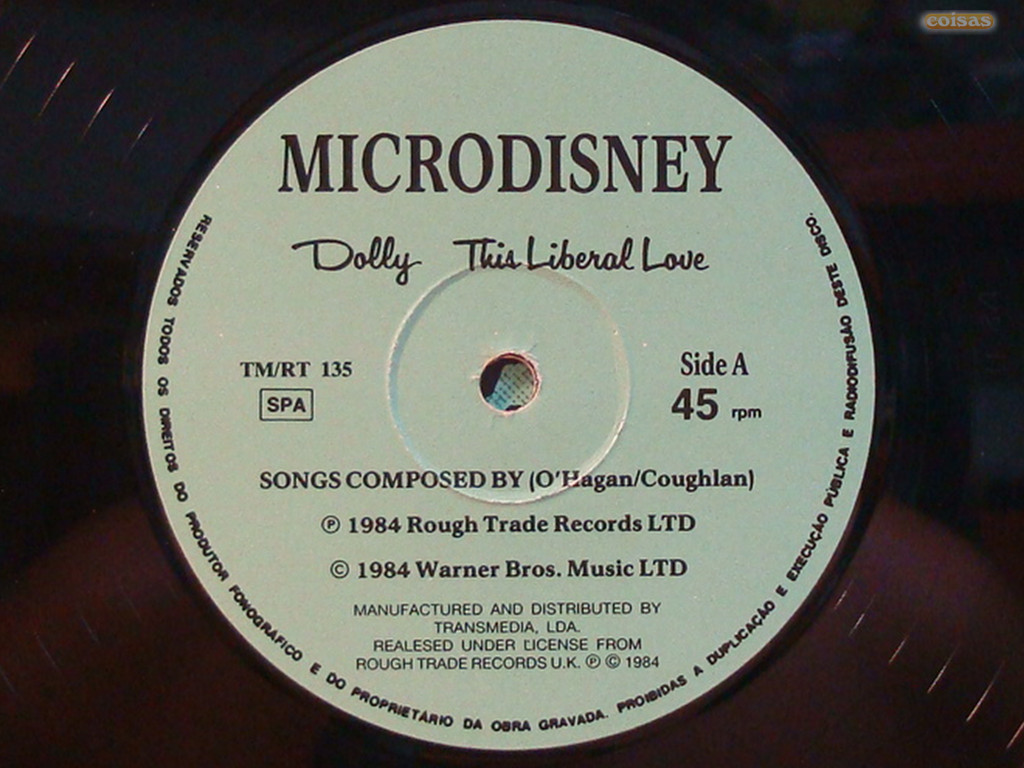 coisas
MICRODISNEY
Dolly This Liberal Love
TM/RT 135
SPA
Side A
45 rpm
SONGS COMPOSED BY (O'Hagan/Coughlan)
℗ 1984 Rough Trade Records LTD
© 1984 Warner Bros. Music LTD
MANUFACTURED AND DISTRIBUTED BY
TRANSMEDIA, LDA.
REALESED UNDER LICENSE FROM
ROUGH TRADE RECORDS U.K. ℗ © 1984
RESERVADOS TODOS OS DIREITOS DO PRODUTOR FONOGRAFICO E DO PROPRIETÁRIO DA OBRA GRAVADA. PROIBIDAS A DUPLICAÇÃO E EXECUÇÃO PÚBLICA E RADIODIFUSÃO DESTE DISCO.